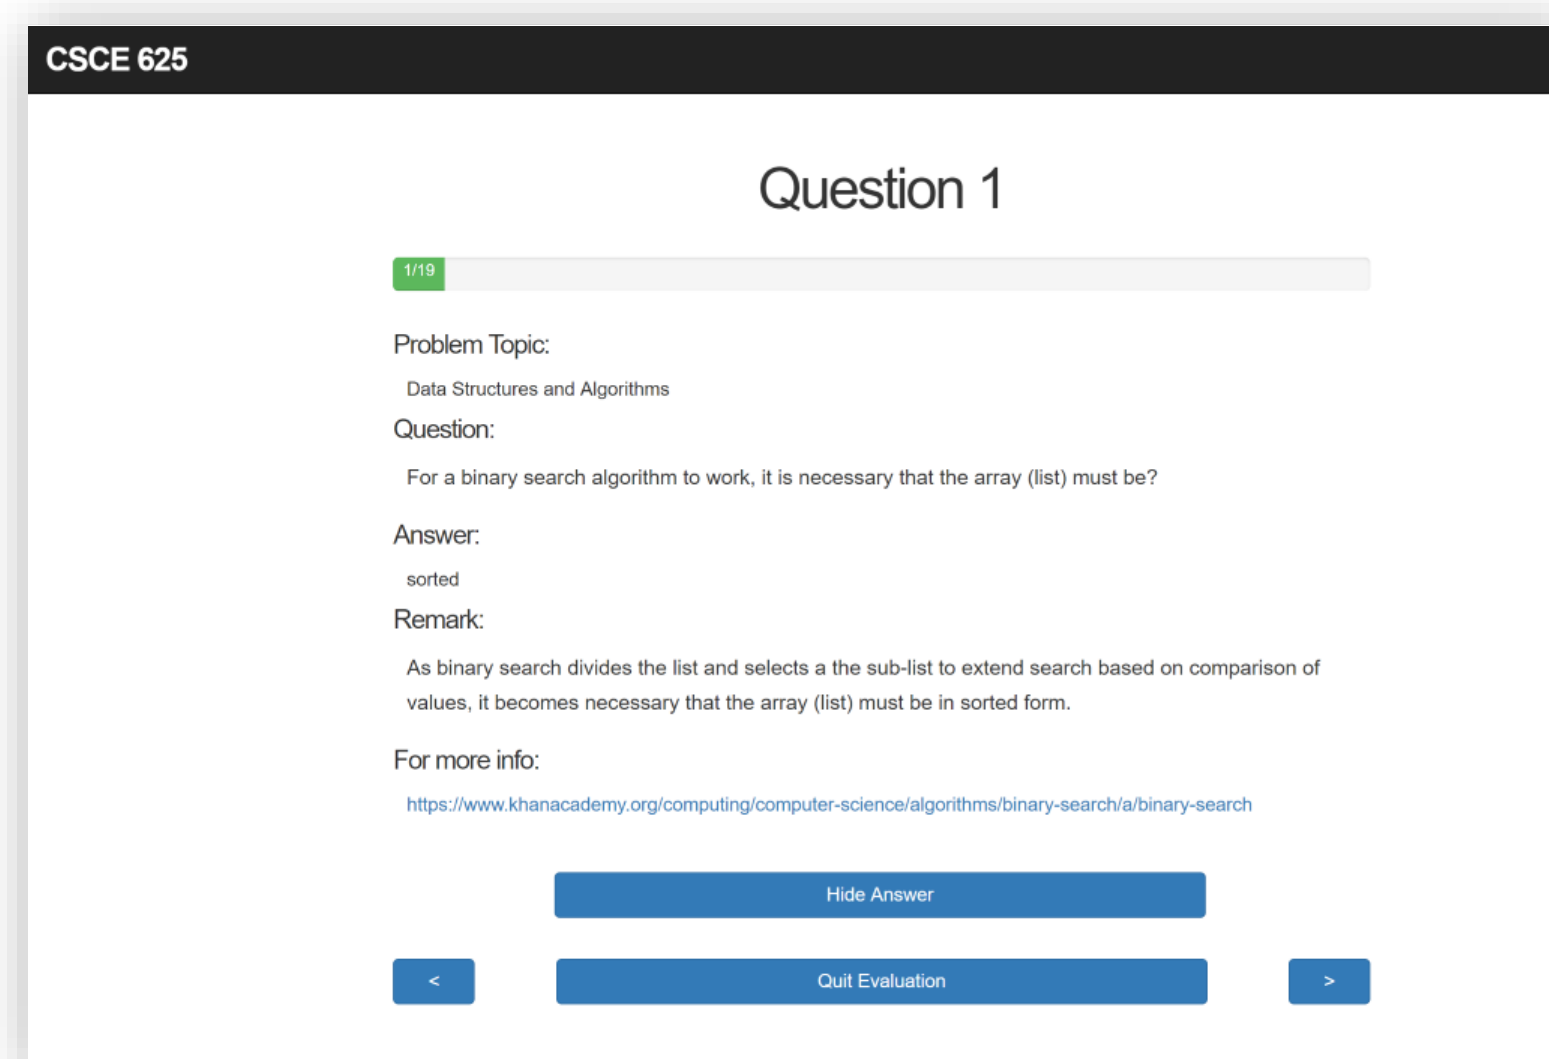 CSCE 625
Question 1
1/19
Problem Topic:
Data Structures and Algorithms
Question:
For a binary search algorithm to work, it is necessary that the array (list) must be?
Answer:
sorted
Remark:
As binary search divides the list and selects a the sub-list to extend search based on comparison of
values, it becomes necessary that the array (list) must be in sorted form.
For more info:
https://www.khanacademy.org/computing/computer-science/algorithms/binary-search/a/binary-search
Hide Answer
<
Quit Evaluation
>